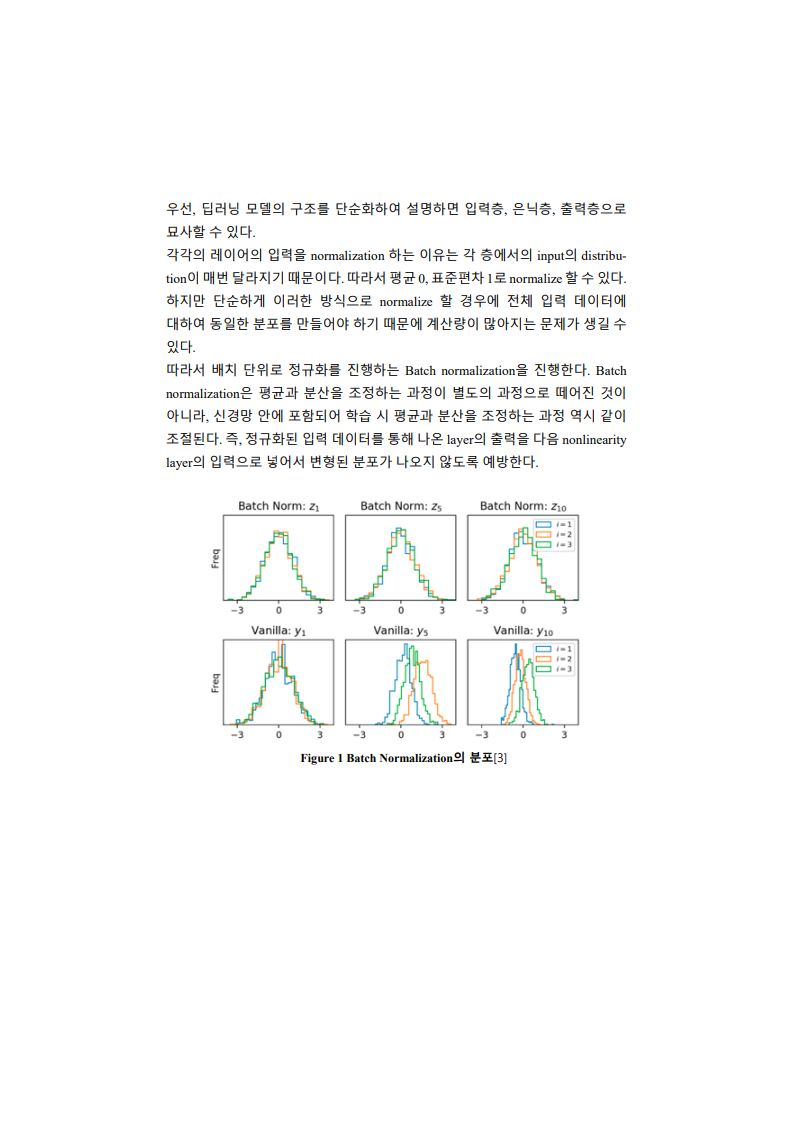 우선, 딥러닝 모델의 구조를 단순화하여 설명하면 입력층, 은닉층, 출력층으로
묘사할 수 있다.
각각의 레이어의 입력을 normalization 하는 이유는 각 층에서의 input의 distribu-
tion이 매번 달라지기 때문이다. 따라서 평균 0, 표준편차 1로 normalize 할 수 있다.
하지만 단순하게 이러한 방식으로 normalize 할 경우에 전체 입력 데이터에
대하여 동일한 분포를 만들어야 하기 때문에 계산량이 많아지는 문제가 생길 수
있다.
따라서 배치 단위로 정규화를 진행하는 Batch normalization을 진행한다. Batch
normalization은 평균과 분산을 조정하는 과정이 별도의 과정으로 떼어진 것이
아니라, 신경망 안에 포함되어 학습 시 평균과 분산을 조정하는 과정 역시 같이
조절된다. 즉, 정규화된 입력 데이터를 통해 나온 layer의 출력을 다음 nonlinearity
layer의 입력으로 넣어서 변형된 분포가 나오지 않도록 예방한다.
Batch Norm: z1 Batch Norm: z5 Batch Norm: z10
i = 1
i = 2
i = 3
Freq
−3 0 3 −3 0 3 −3 0 3
Vanilla: y1 Vanilla: y5 Vanilla: y10
i = 1
i = 2
i = 3
Freq
−3 0 3 −3 0 3 −3 0 3
Figure 1 Batch Normalization의 분포[3]